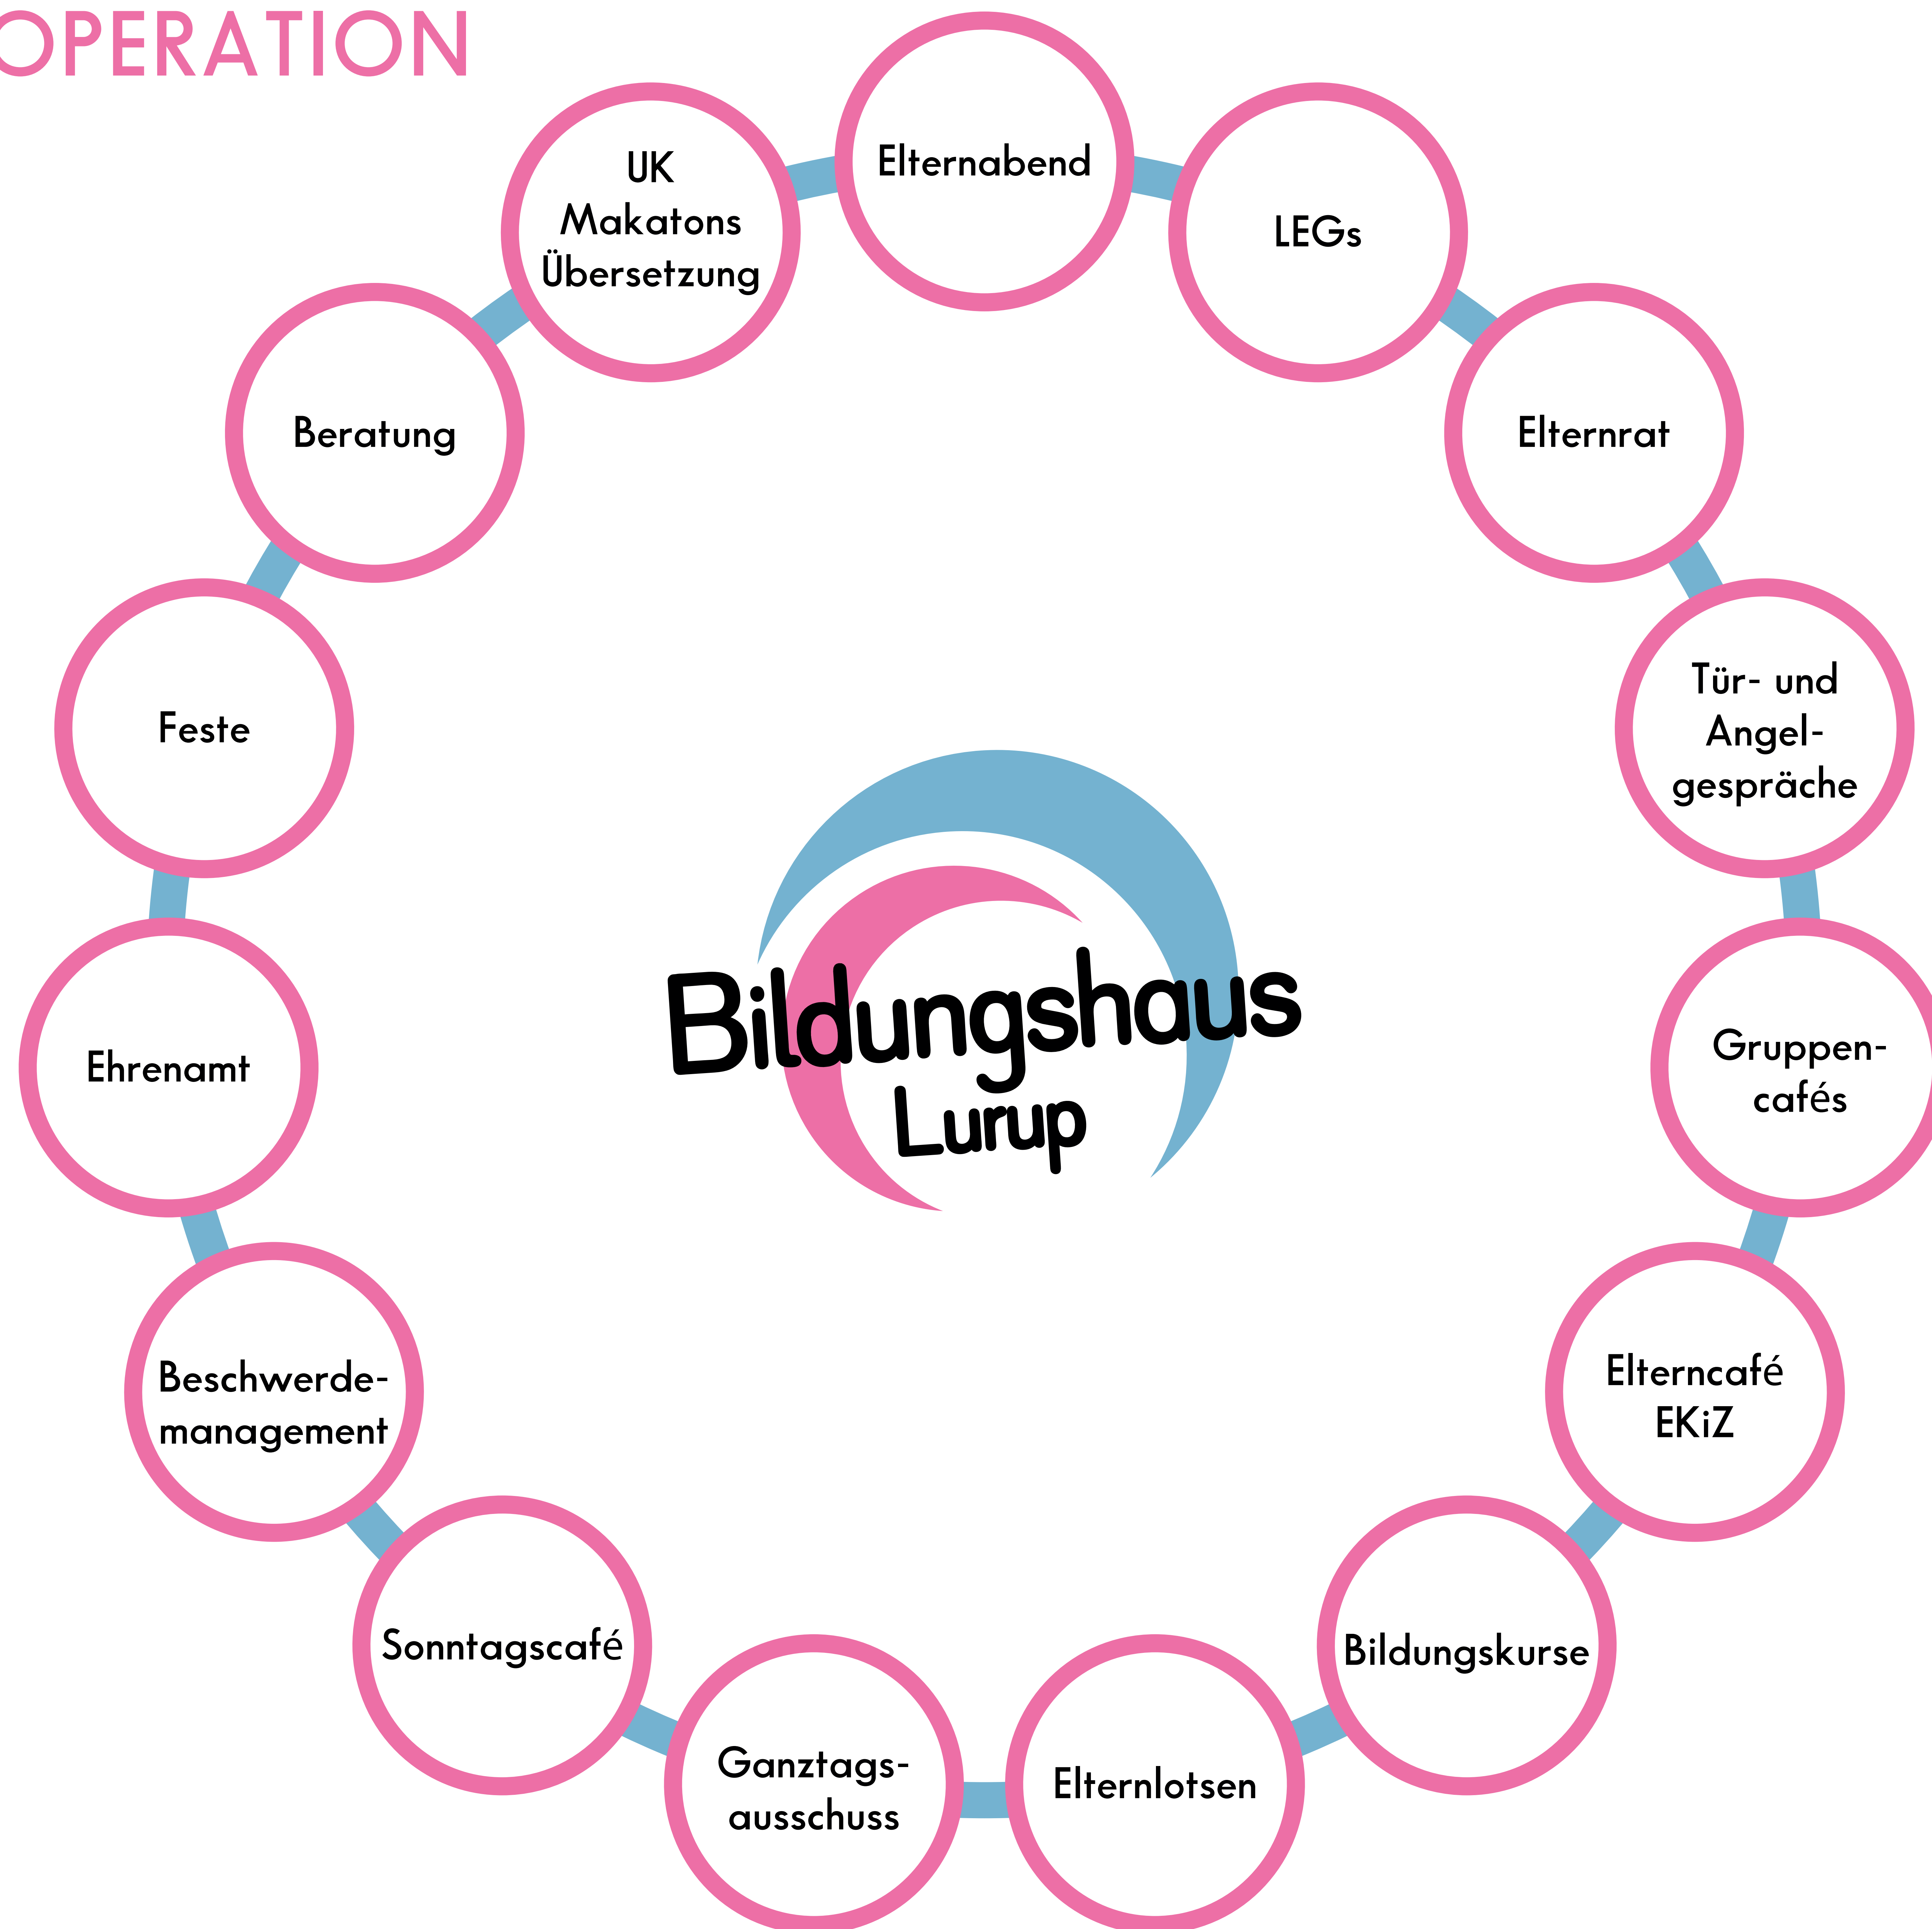 OPERATION
Elternabend
LEGs
Elternrat
Tür- und
Angel-
gespräche
Gruppen-
cafés
Elterncafé
EKiZ
Bildungskurse
Elternlotsen
Ganztags-
ausschuss
Sonntagscafé
Beschwerde-
management
Ehrenamt
Feste
Beratung
UK
Makatons
Übersetzung
Bildungshaus
Lurup